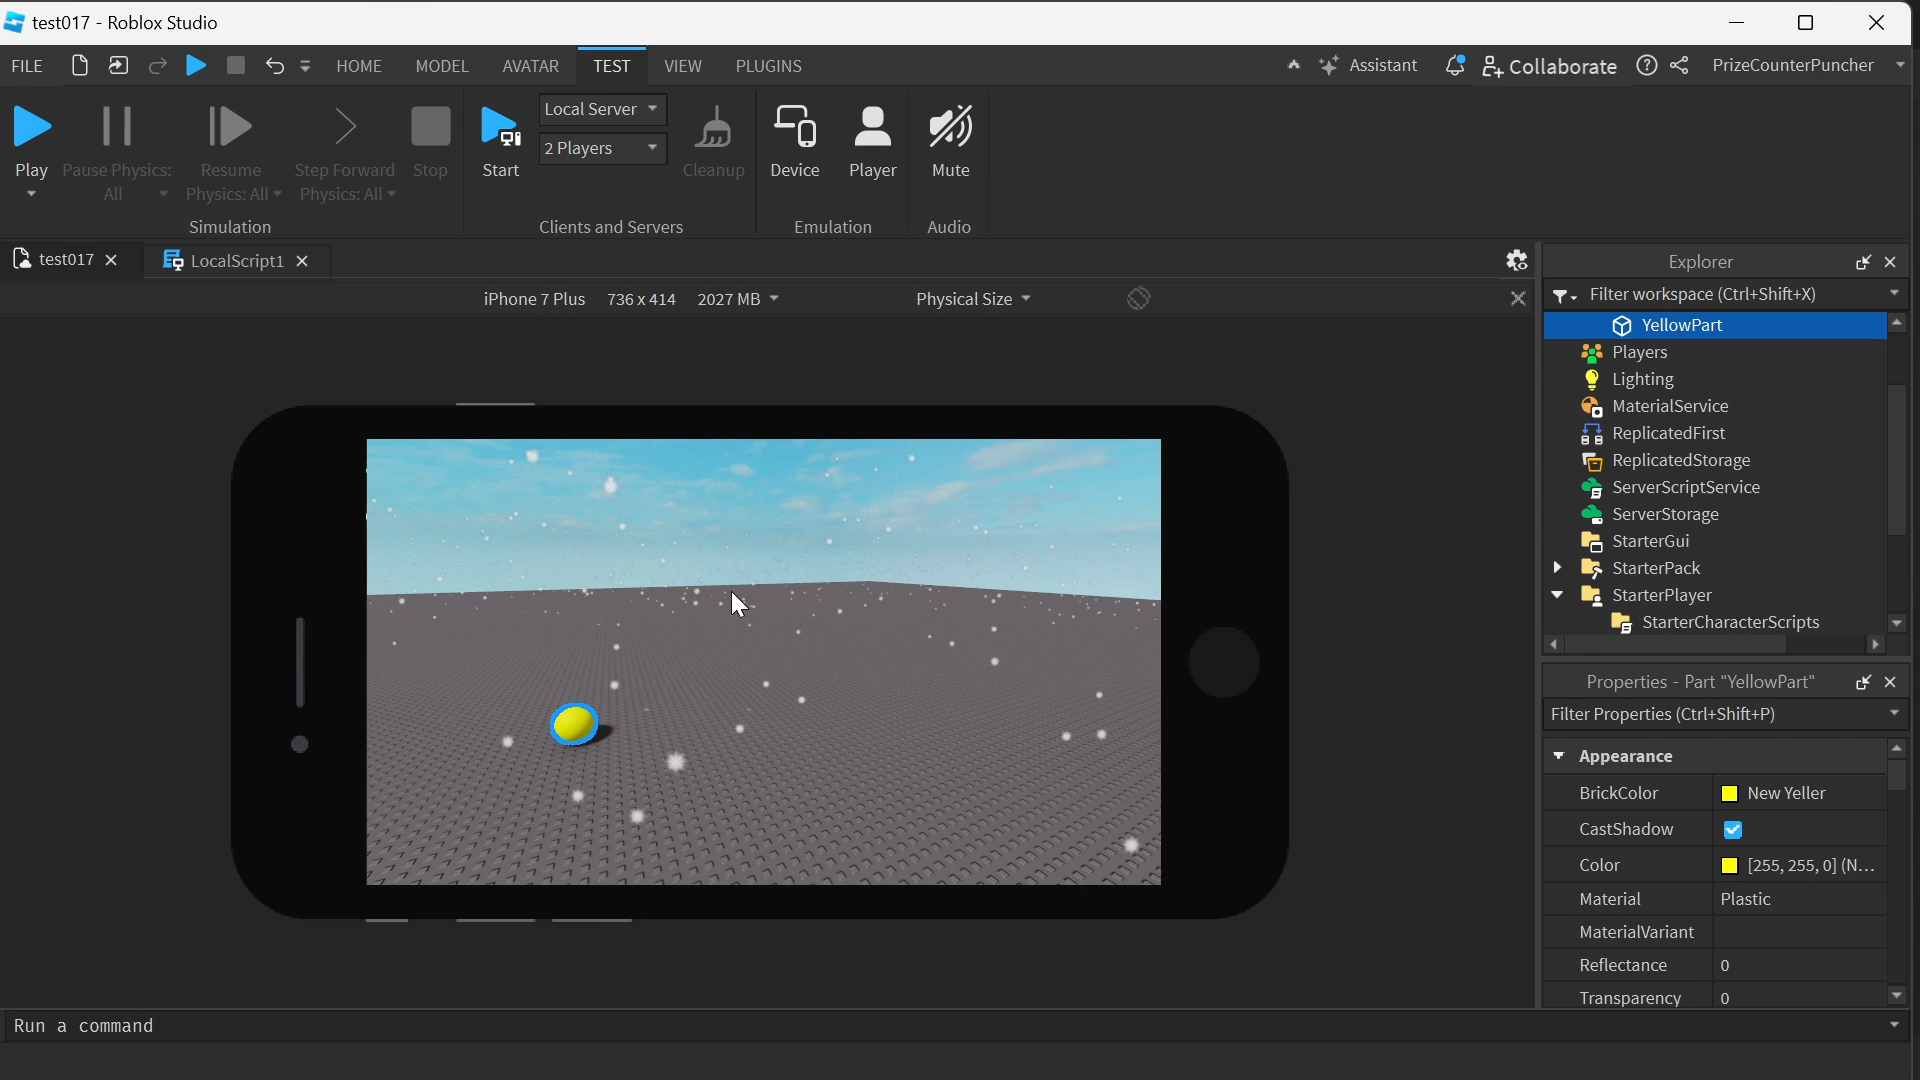 test017 - Roblox Studio
FILE HOME MODEL AVATAR TEST VIEW PLUGINS Assistant Collaborate PrizeCounterPuncher
Play Pause Physics: All Resume Physics: All Step Forward Physics: All Stop
Simulation
Start Local Server 2 Players Cleanup
Clients and Servers
Device Player
Emulation
Mute
Audio
test017 LocalScript1
iPhone 7 Plus 736 x 414 2027 MB Physical Size
Explorer
Filter workspace (Ctrl+Shift+X)
YellowPart
Players
Lighting
MaterialService
ReplicatedFirst
ReplicatedStorage
ServerScriptService
ServerStorage
StarterGui
StarterPack
StarterPlayer
StarterCharacterScripts
Properties - Part "YellowPart"
Filter Properties (Ctrl+Shift+P)
Appearance
BrickColor New Yeller
CastShadow
Color [255, 255, 0] (N...
Material Plastic
MaterialVariant
Reflectance 0
Transparency 0
Run a command